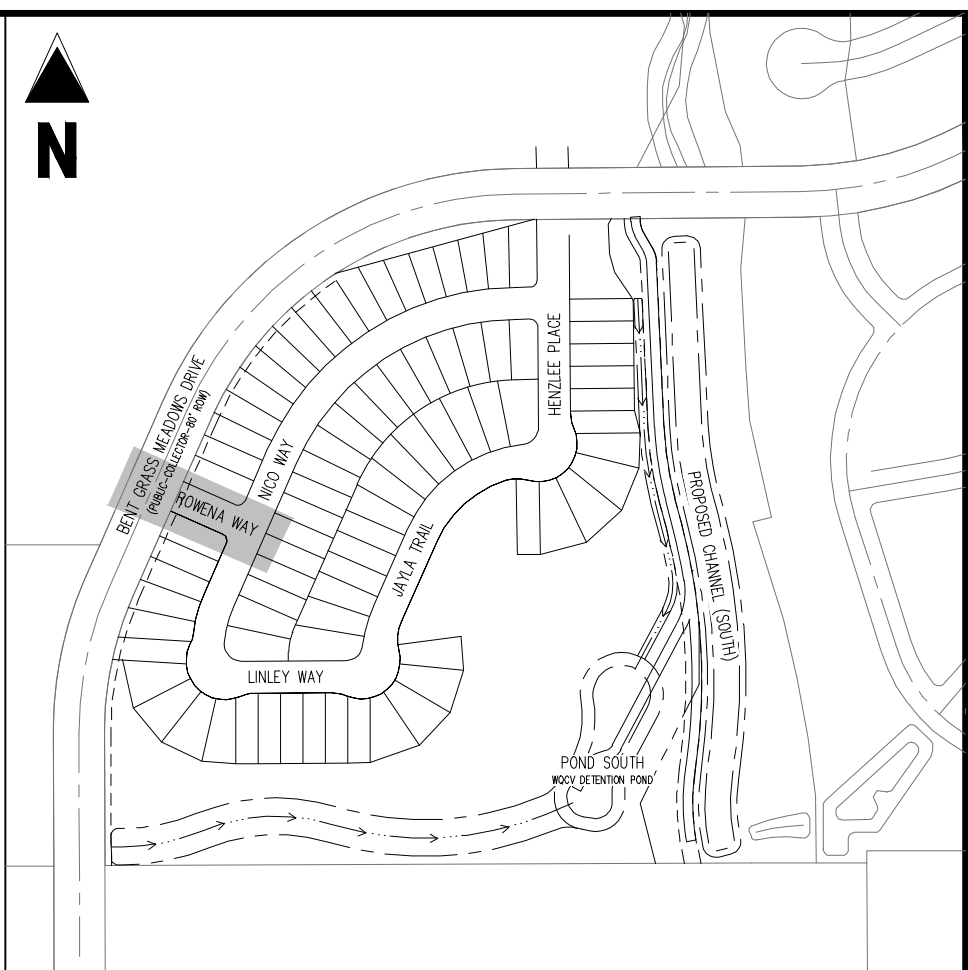 N
BENT GRASS MEADOWS DRIVE
(PUBLIC-COLLECTOR-80' ROW)
ROWENA WAY
NICO WAY
HENZLEE PLACE
JAYLA TRAIL
LINLEY WAY
PROPOSED CHANNEL (SOUTH)
POND SOUTH
WQCV DETENTION POND